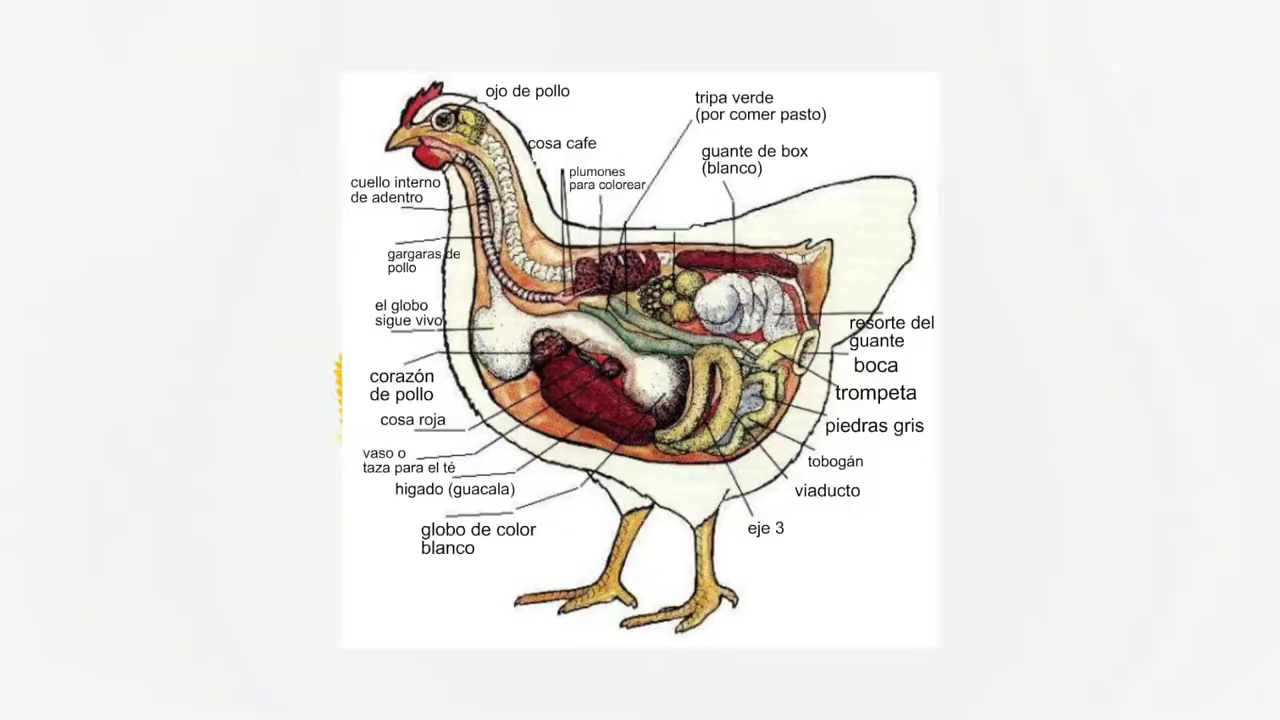 ojo de pollo
tripa verde
(por comer pasto)
cosa cafe
guante de box
(blanco)
plumones
para colorear
cuello interno
de adentro
gargaras de
pollo
el globo
sigue vivo
resorte del
guante
boca
corazón
de pollo
trompeta
cosa roja
piedras gris
vaso o
taza para el té
tobogán
higado (guacala)
viaducto
globo de color
blanco
eje 3